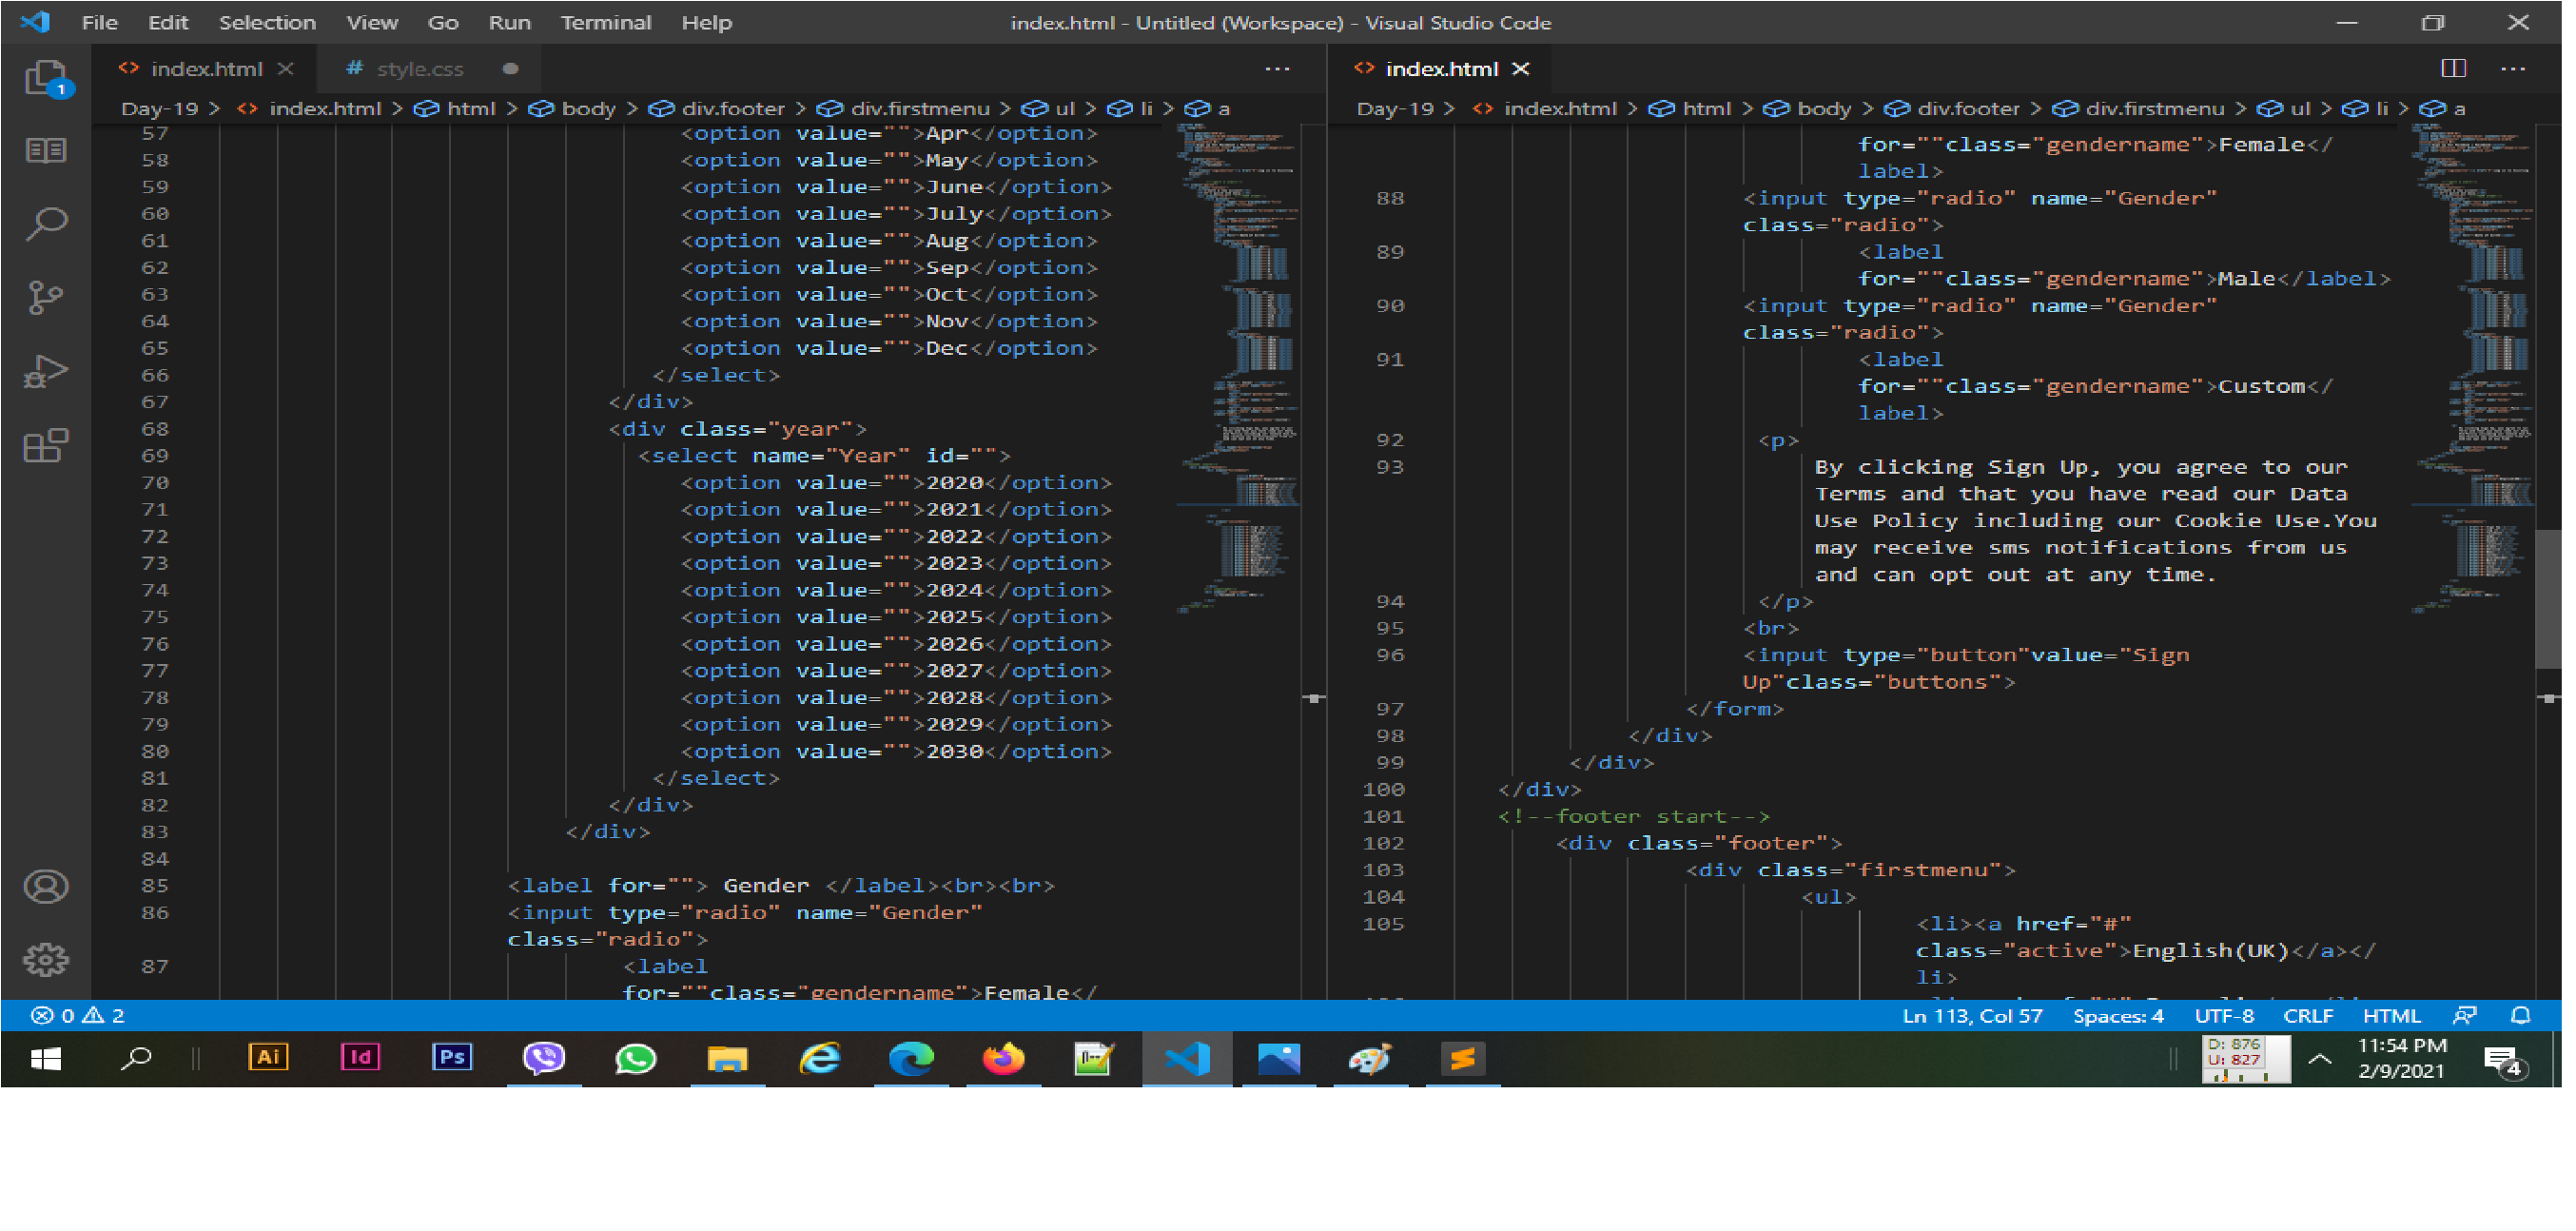 File Edit Selection View Go Run Terminal Help
index.html - Untitled (Workspace) - Visual Studio Code
1
index.html
# style.css
Day-19 > index.html > html > body > div.footer > div.firstmenu > ul > li > a
57 <option value="">Apr</option>
58 <option value="">May</option>
59 <option value="">June</option>
60 <option value="">July</option>
61 <option value="">Aug</option>
62 <option value="">Sep</option>
63 <option value="">Oct</option>
64 <option value="">Nov</option>
65 <option value="">Dec</option>
66 </select>
67 </div>
68 <div class="year">
69 <select name="Year" id="">
70 <option value="">2020</option>
71 <option value="">2021</option>
72 <option value="">2022</option>
73 <option value="">2023</option>
74 <option value="">2024</option>
75 <option value="">2025</option>
76 <option value="">2026</option>
77 <option value="">2027</option>
78 <option value="">2028</option>
79 <option value="">2029</option>
80 <option value="">2030</option>
81 </select>
82 </div>
83 </div>
84
85 <label for=""> Gender </label><br><br>
86 <input type="radio" name="Gender"
class="radio">
87 <label
for=""class="gendername">Female</
index.html
Day-19 > index.html > html > body > div.footer > div.firstmenu > ul > li > a
for=""class="gendername">Female</
label>
88 <input type="radio" name="Gender"
class="radio">
89 <label
for=""class="gendername">Male</label>
90 <input type="radio" name="Gender"
class="radio">
91 <label
for=""class="gendername">Custom</
label>
92 <p>
93 By clicking Sign Up, you agree to our
Terms and that you have read our Data
Use Policy including our Cookie Use.You
may receive sms notifications from us
and can opt out at any time.
94 </p>
95 <br>
96 <input type="button"value="Sign
Up"class="buttons">
97 </form>
98 </div>
99 </div>
100 </div>
101 <!--footer start-->
102 <div class="footer">
103 <div class="firstmenu">
104 <ul>
105 <li><a href="#"
class="active">English(UK)</a></
li>
0 2
Ln 113, Col 57 Spaces: 4 UTF-8 CRLF HTML
Ai Id Ps
D: 876
U: 827
11:54 PM
2/9/2021
4